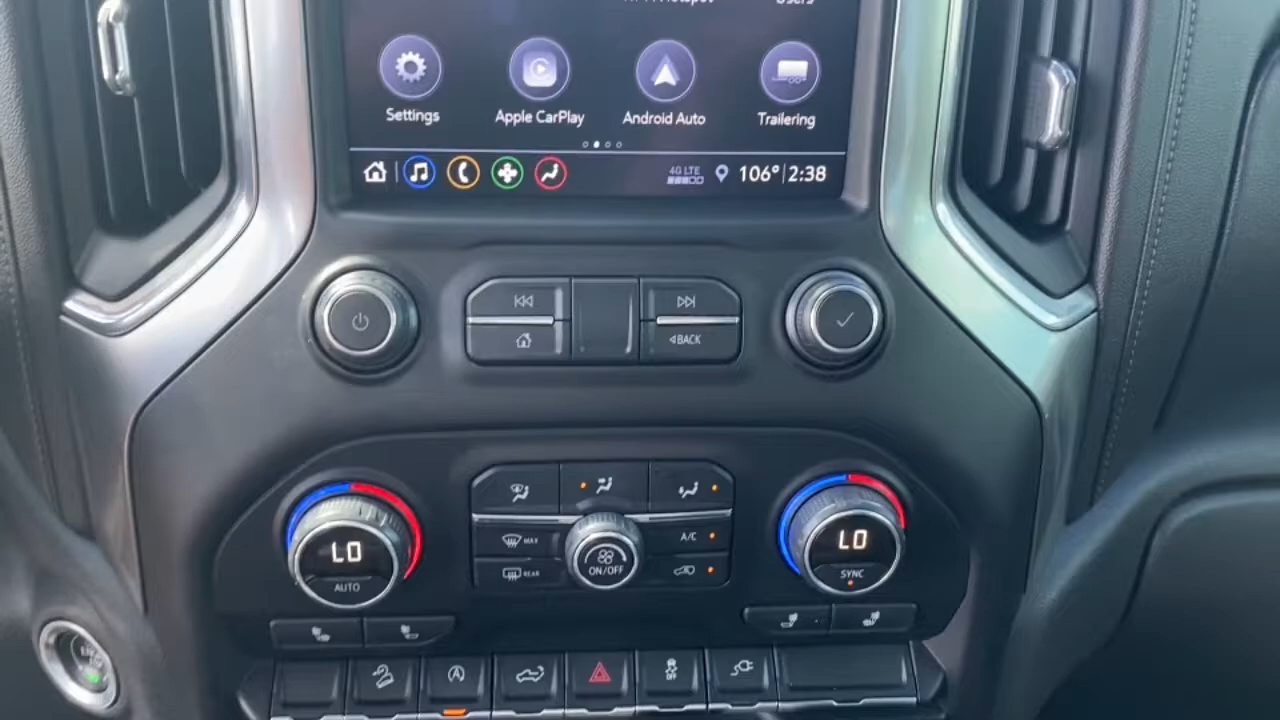 Settings
Apple CarPlay
Android Auto
Trailering
4G LTE
106° 2:38
BACK
MAX
A/C
REAR
ON/OFF
LO
AUTO
LO
SYNC
OFF